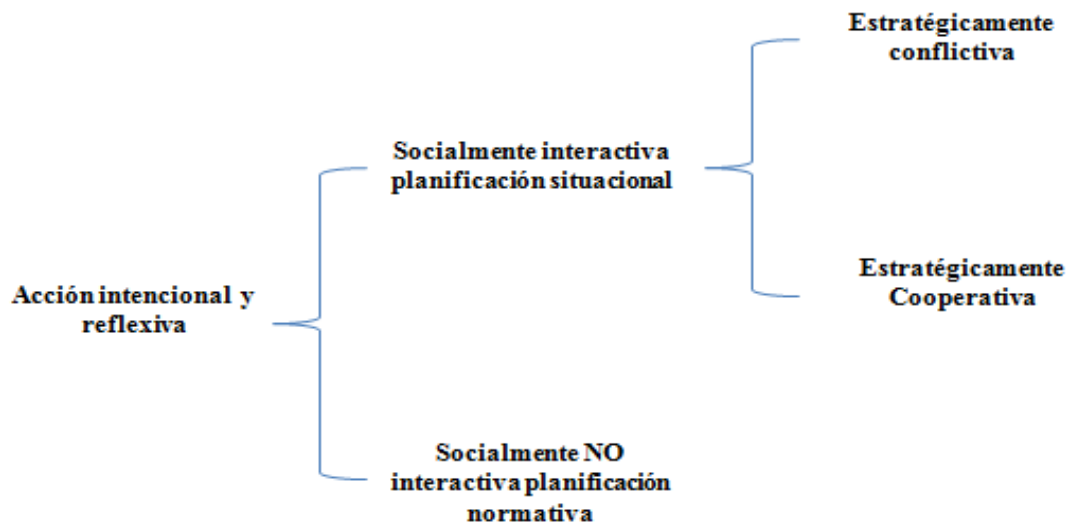 Estratégicamente
conflictiva
Socialmente interactiva
planificación situacional
Estratégicamente
Cooperativa
Acción intencional y
reflexiva
Socialmente NO
interactiva planificación
normativa